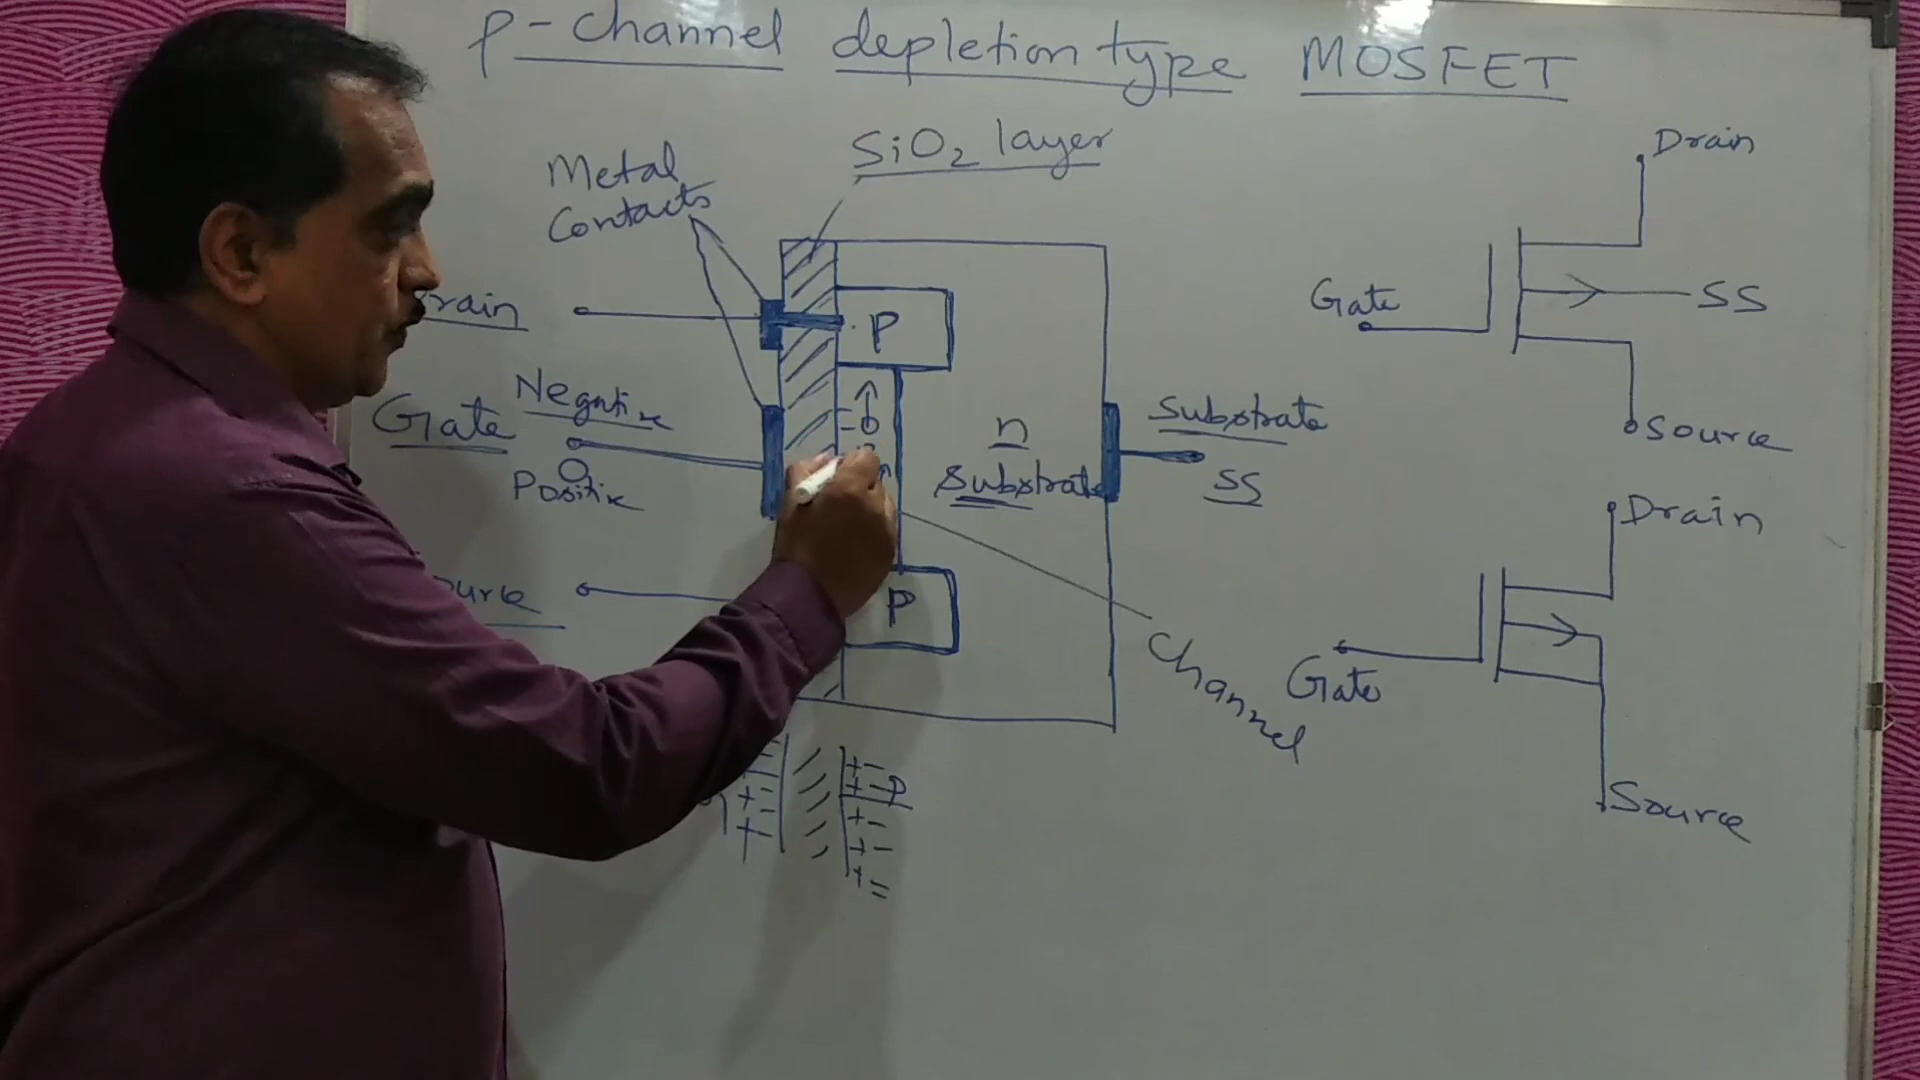 P-channel depletion type MOSFET
SiO2 layer
Metal
Contacts
Drain
P
Negative
Gate
O
Positive
n
Substrate
Substrate
SS
P
Channel
P
Drain
Gate
SS
Source
Drain
Gate
Source